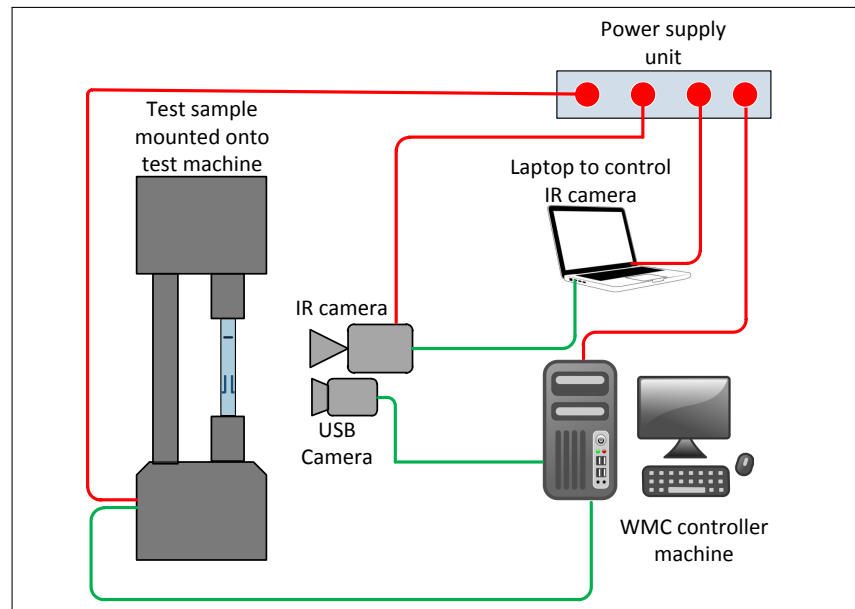 Power supply
unit
Test sample
mounted onto
test machine
Laptop to control
IR camera
IR camera
USB
Camera
WMC controller
machine